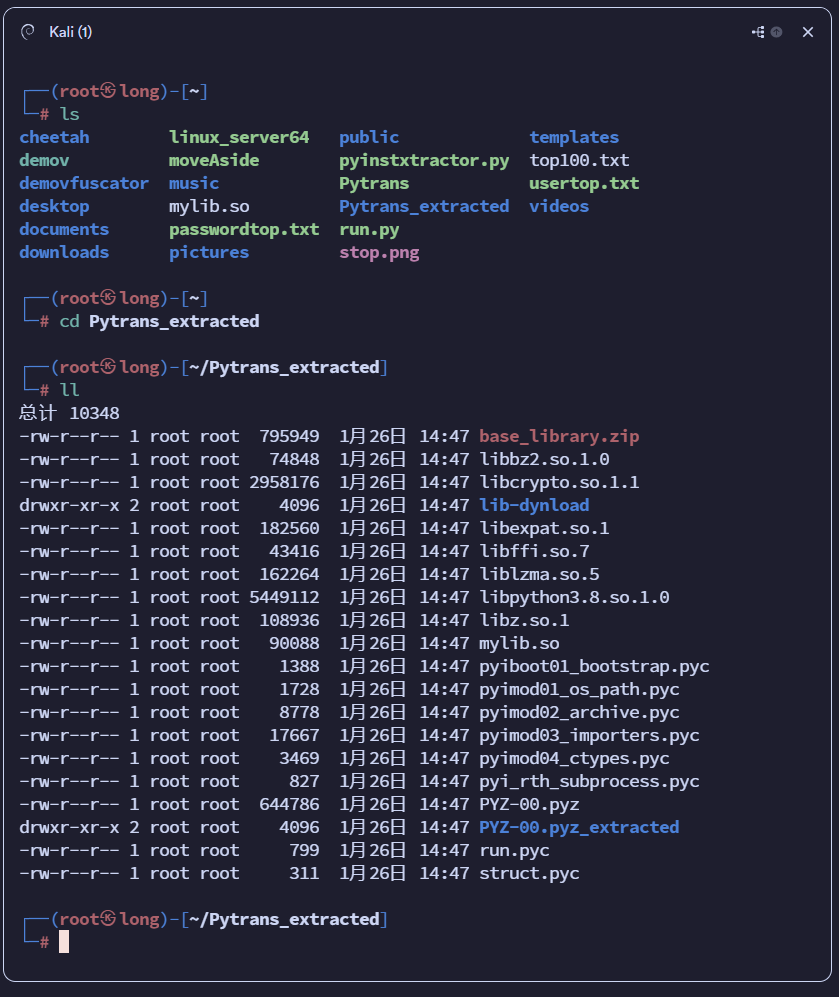 Kali (1)
┌──(root㉿long)-[~]
└─# ls
cheetah        linux_server64   public             templates
demov          moveAside        pyinstxtractor.py  top100.txt
demovfuscator  music            Pytrans            usertop.txt
desktop        mylib.so         Pytrans_extracted  videos
documents      passwordtop.txt  run.py
downloads      pictures         stop.png
┌──(root㉿long)-[~]
└─# cd Pytrans_extracted
┌──(root㉿long)-[~/Pytrans_extracted]
└─# ll
总计 10348
-rw-r--r-- 1 root root  795949  1月26日 14:47 base_library.zip
-rw-r--r-- 1 root root   74848  1月26日 14:47 libbz2.so.1.0
-rw-r--r-- 1 root root 2958176  1月26日 14:47 libcrypto.so.1.1
drwxr-xr-x 2 root root    4096  1月26日 14:47 lib-dynload
-rw-r--r-- 1 root root  182560  1月26日 14:47 libexpat.so.1
-rw-r--r-- 1 root root   43416  1月26日 14:47 libffi.so.7
-rw-r--r-- 1 root root  162264  1月26日 14:47 liblzma.so.5
-rw-r--r-- 1 root root 5449112  1月26日 14:47 libpython3.8.so.1.0
-rw-r--r-- 1 root root  108936  1月26日 14:47 libz.so.1
-rw-r--r-- 1 root root   90088  1月26日 14:47 mylib.so
-rw-r--r-- 1 root root    1388  1月26日 14:47 pyiboot01_bootstrap.pyc
-rw-r--r-- 1 root root    1728  1月26日 14:47 pyimod01_os_path.pyc
-rw-r--r-- 1 root root    8778  1月26日 14:47 pyimod02_archive.pyc
-rw-r--r-- 1 root root   17667  1月26日 14:47 pyimod03_importers.pyc
-rw-r--r-- 1 root root    3469  1月26日 14:47 pyimod04_ctypes.pyc
-rw-r--r-- 1 root root     827  1月26日 14:47 pyi_rth_subprocess.pyc
-rw-r--r-- 1 root root  644786  1月26日 14:47 PYZ-00.pyz
drwxr-xr-x 2 root root    4096  1月26日 14:47 PYZ-00.pyz_extracted
-rw-r--r-- 1 root root     799  1月26日 14:47 run.pyc
-rw-r--r-- 1 root root     311  1月26日 14:47 struct.pyc
┌──(root㉿long)-[~/Pytrans_extracted]
└─#